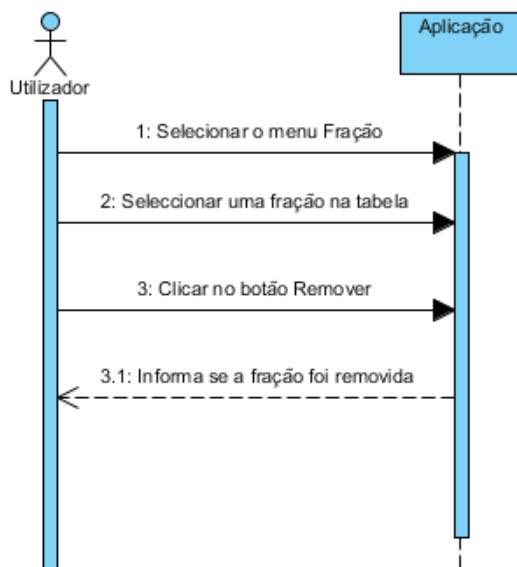 Aplicação
Utilizador
1: Selecionar o menu Fração
2: Seleccionar uma fração na tabela
3: Clicar no botão Remover
3.1: Informa se a fração foi removida